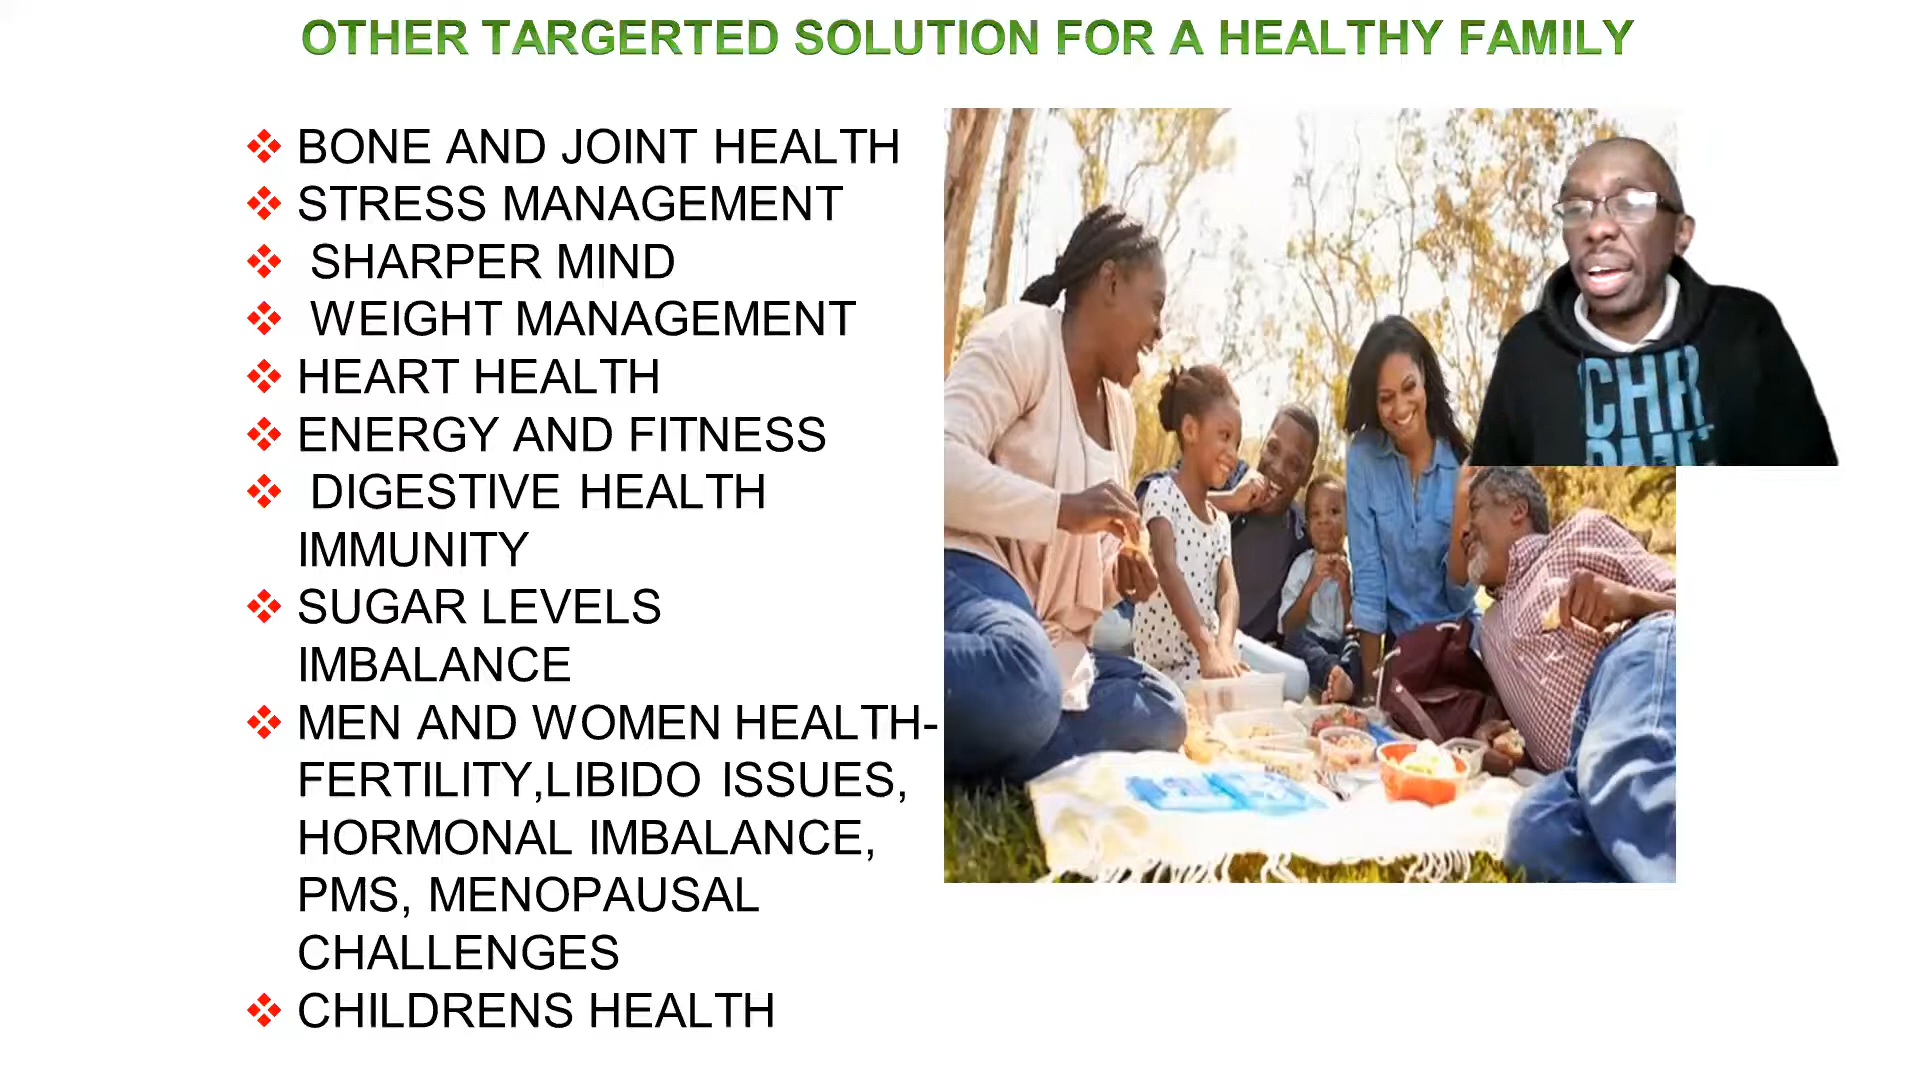 OTHER TARGERTED SOLUTION FOR A HEALTHY FAMILY
BONE AND JOINT HEALTH
STRESS MANAGEMENT
SHARPER MIND
WEIGHT MANAGEMENT
HEART HEALTH
ENERGY AND FITNESS
DIGESTIVE HEALTH
IMMUNITY
SUGAR LEVELS
IMBALANCE
MEN AND WOMEN HEALTH-
FERTILITY,LIBIDO ISSUES,
HORMONAL IMBALANCE,
PMS, MENOPAUSAL
CHALLENGES
CHILDRENS HEALTH